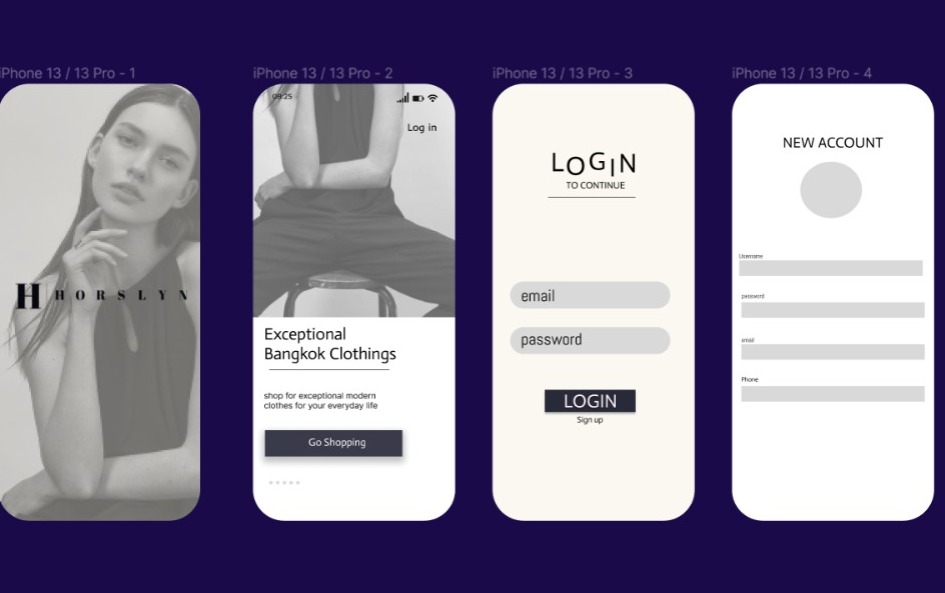 iPhone 13 / 13 Pro - 1
H HORSLYN
iPhone 13 / 13 Pro - 2
08:25
Log in
Exceptional
Bangkok Clothings
shop for exceptional modern
clothes for your everyday life
Go Shopping
iPhone 13 / 13 Pro - 3
LOGIN
TO CONTINUE
email
password
LOGIN
Sign up
iPhone 13 / 13 Pro - 4
NEW ACCOUNT
Username
password
email
Phone